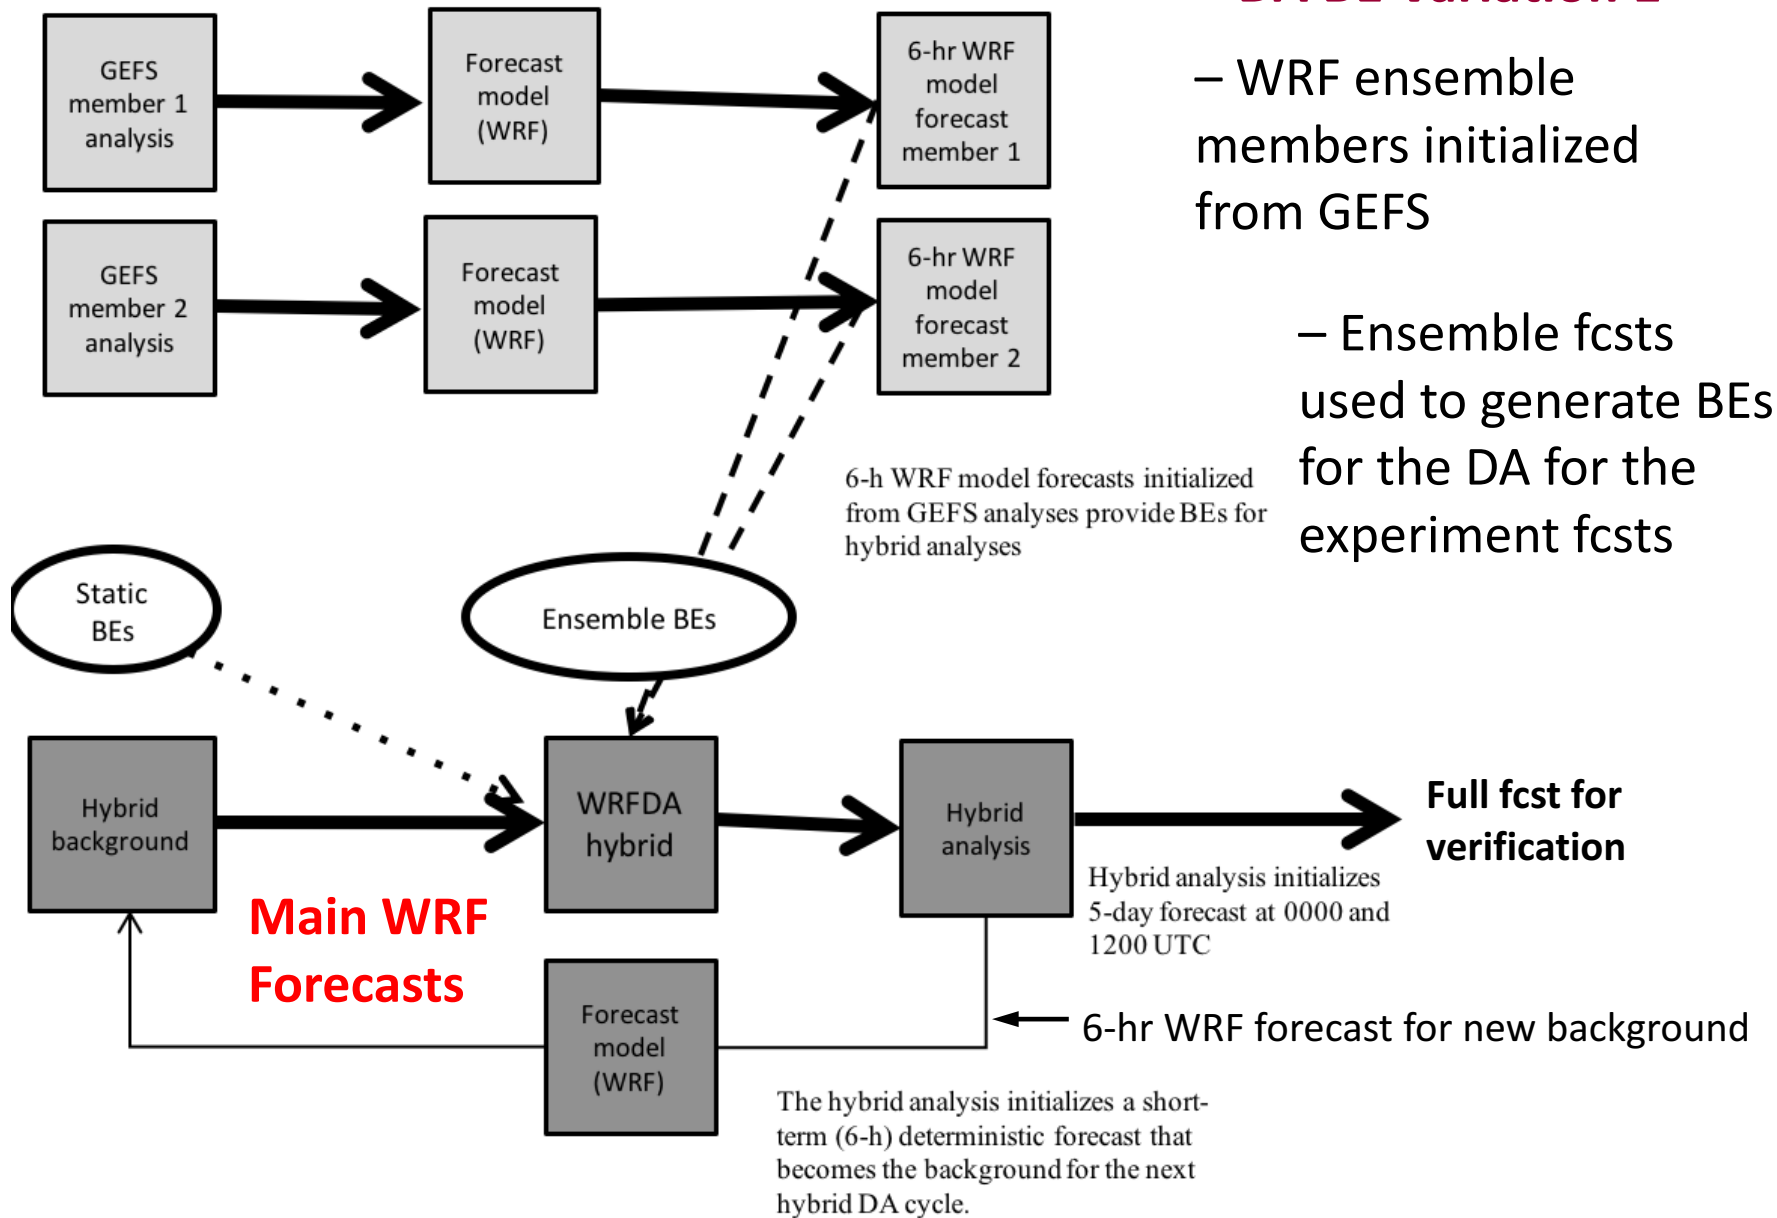 – WRF ensemble
members initialized
from GEFS
– Ensemble fcsts
used to generate BEs
for the DA for the
experiment fcsts
GEFS
member 1
analysis
Forecast
model
(WRF)
6-hr WRF
model
forecast
member 1
GEFS
member 2
analysis
Forecast
model
(WRF)
6-hr WRF
model
forecast
member 2
6-h WRF model forecasts initialized
from GEFS analyses provide BEs for
hybrid analyses
Static
BEs
Ensemble BEs
Hybrid
background
WRFDA
hybrid
Hybrid
analysis
Full fcst for
verification
Hybrid analysis initializes
5-day forecast at 0000 and
1200 UTC
Main WRF
Forecasts
Forecast
model
(WRF)
6-hr WRF forecast for new background
The hybrid analysis initializes a short-
term (6-h) deterministic forecast that
becomes the background for the next
hybrid DA cycle.